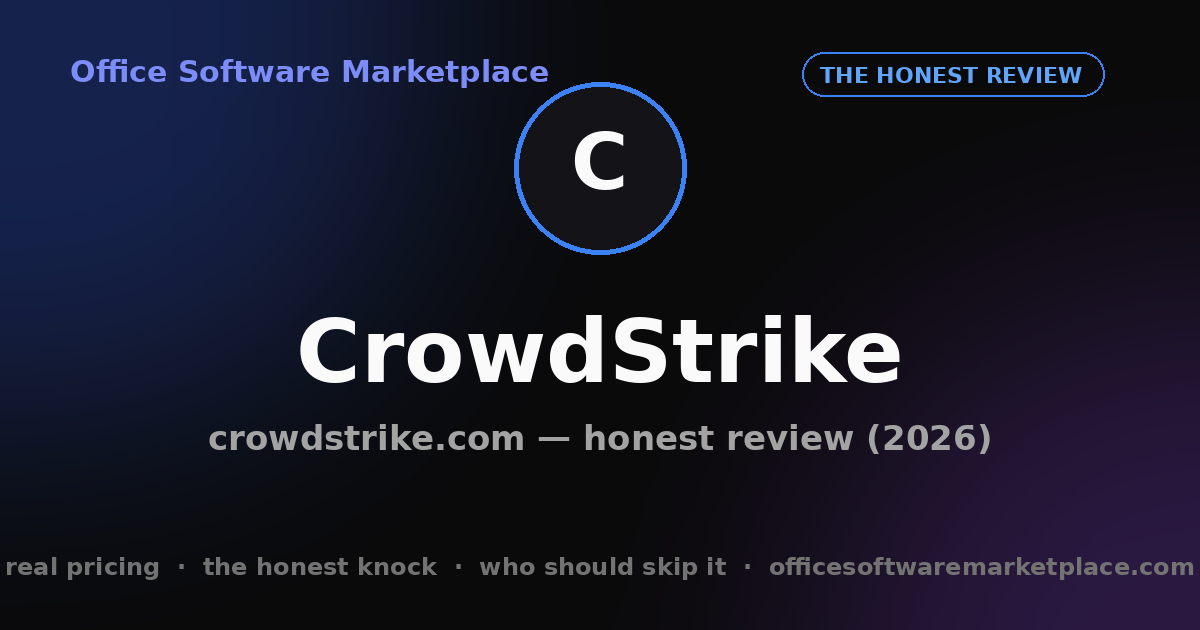 Office Software Marketplace
THE HONEST REVIEW
C
CrowdStrike
crowdstrike.com — honest review (2026)
real pricing · the honest knock · who should skip it · officesoftwaremarketplace.com